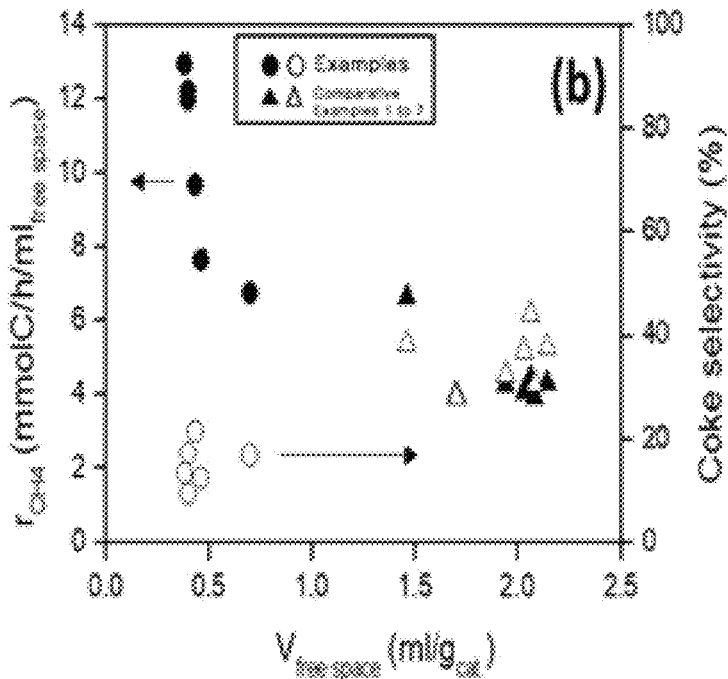 14
12
10
8
6
4
2
0
r_CH4 (mmolC/h/ml_free space)
Examples
Comparative
Examples 1 to 7
(b)
100
80
60
40
20
0
Coke selectivity (%)
0.0 0.5 1.0 1.5 2.0 2.5
V_free space (ml/g_cat)